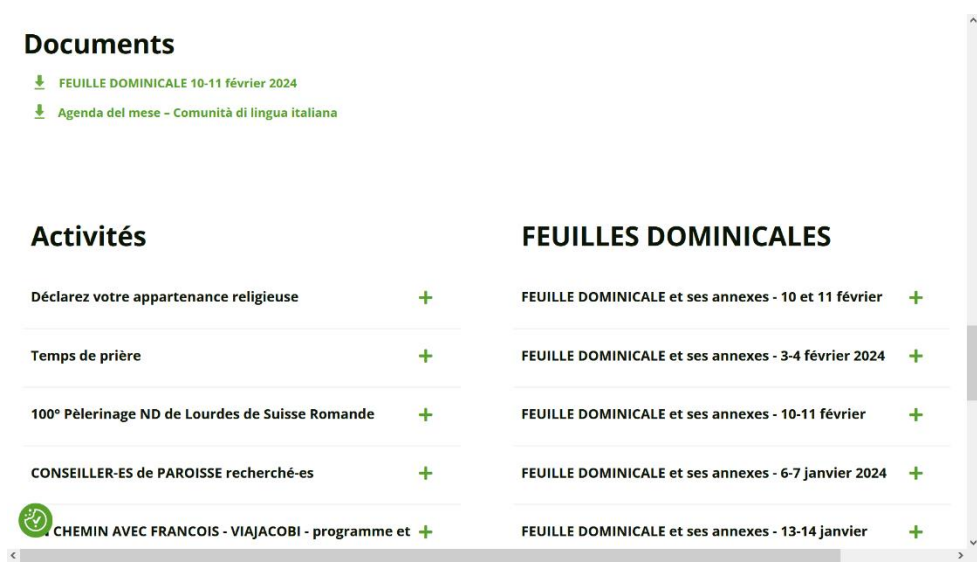 Documents
FEUILLE DOMINICALE 10-11 février 2024
Agenda del mese – Comunità di lingua italiana
Activités
Déclarez votre appartenance religieuse
Temps de prière
100° Pèlerinage ND de Lourdes de Suisse Romande
CONSEILLER-ES de PAROISSE recherché-es
CHEMIN AVEC FRANCOIS - VIAJACOBI - programme et
FEUILLES DOMINICALES
FEUILLE DOMINICALE et ses annexes - 10 et 11 février
FEUILLE DOMINICALE et ses annexes - 3-4 février 2024
FEUILLE DOMINICALE et ses annexes - 10-11 février
FEUILLE DOMINICALE et ses annexes - 6-7 janvier 2024
FEUILLE DOMINICALE et ses annexes - 13-14 janvier